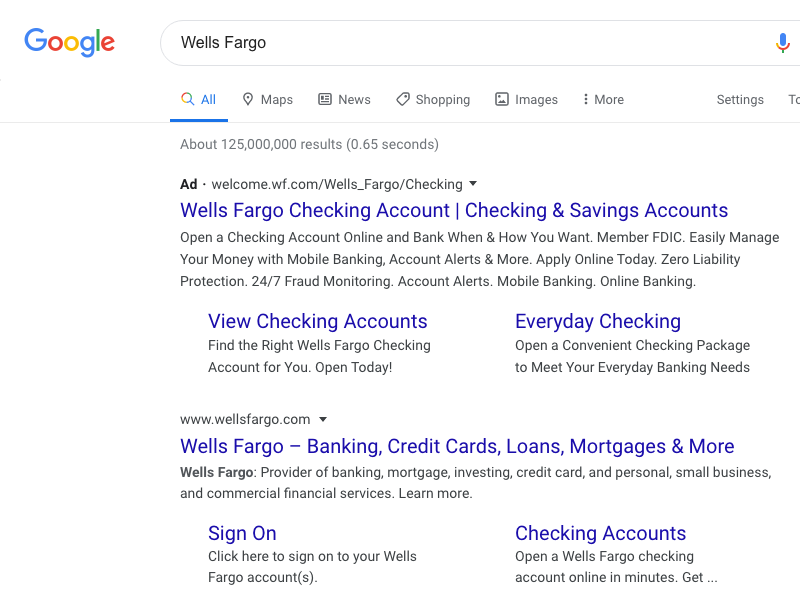 Google
Wells Fargo
All Maps News Shopping Images More Settings
About 125,000,000 results (0.65 seconds)
Ad · welcome.wf.com/Wells_Fargo/Checking
Wells Fargo Checking Account | Checking & Savings Accounts
Open a Checking Account Online and Bank When & How You Want. Member FDIC. Easily Manage
Your Money with Mobile Banking, Account Alerts & More. Apply Online Today. Zero Liability
Protection. 24/7 Fraud Monitoring. Account Alerts. Mobile Banking. Online Banking.
View Checking Accounts
Find the Right Wells Fargo Checking
Account for You. Open Today!
Everyday Checking
Open a Convenient Checking Package
to Meet Your Everyday Banking Needs
www.wellsfargo.com
Wells Fargo – Banking, Credit Cards, Loans, Mortgages & More
Wells Fargo: Provider of banking, mortgage, investing, credit card, and personal, small business,
and commercial financial services. Learn more.
Sign On
Click here to sign on to your Wells
Fargo account(s).
Checking Accounts
Open a Wells Fargo checking
account online in minutes. Get ...